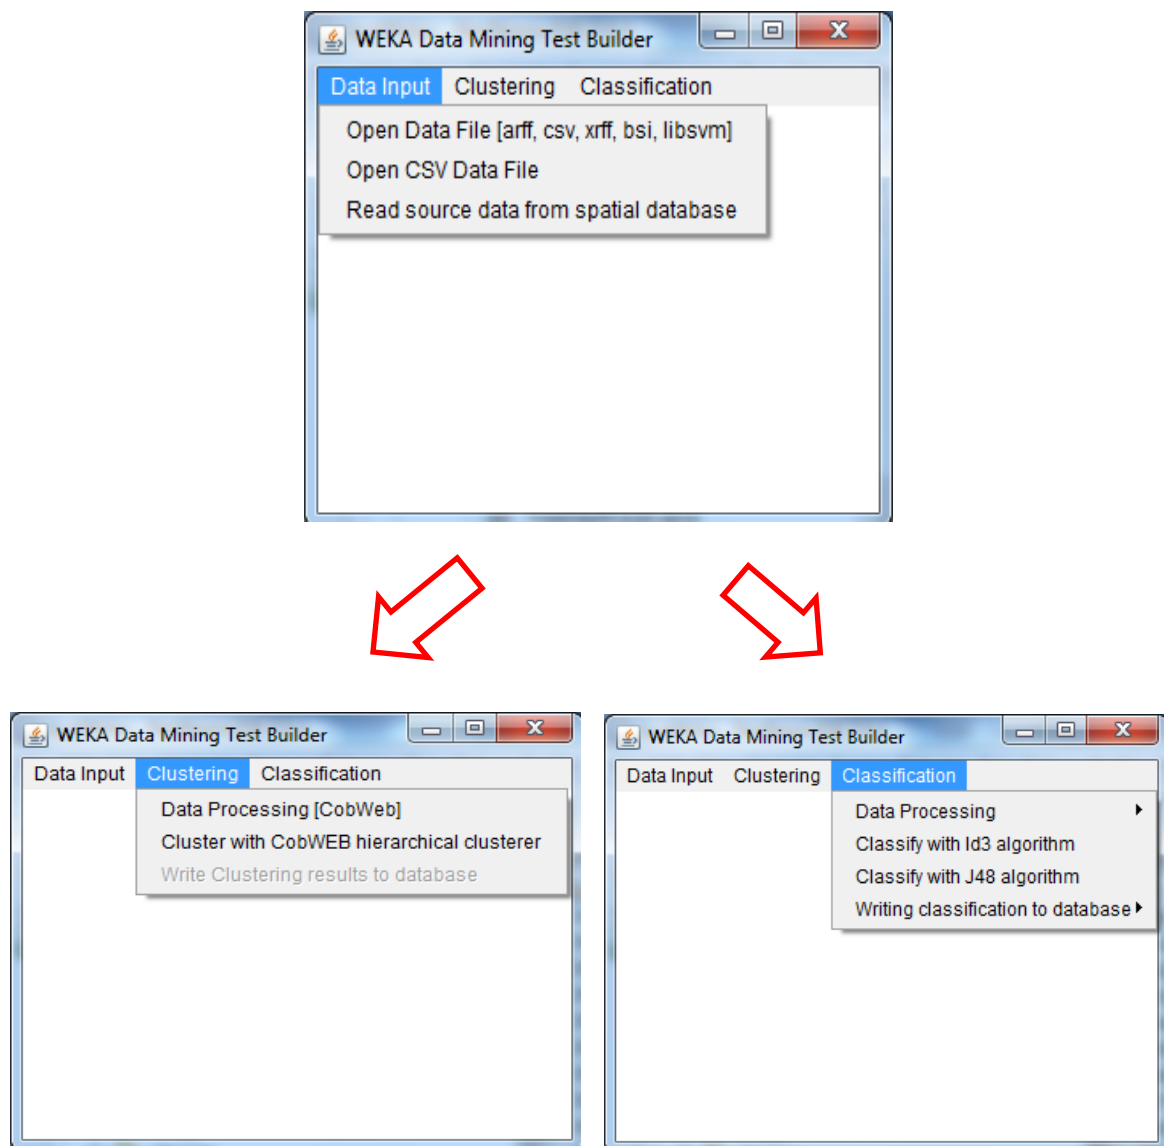 WEKA Data Mining Test Builder
Data Input Clustering Classification
Open Data File [arff, csv, xrff, bsi, libsvm]
Open CSV Data File
Read source data from spatial database
WEKA Data Mining Test Builder
Data Input Clustering Classification
Data Processing [CobWeb]
Cluster with CobWEB hierarchical clusterer
Write Clustering results to database
WEKA Data Mining Test Builder
Data Input Clustering Classification
Data Processing
Classify with Id3 algorithm
Classify with J48 algorithm
Writing classification to database